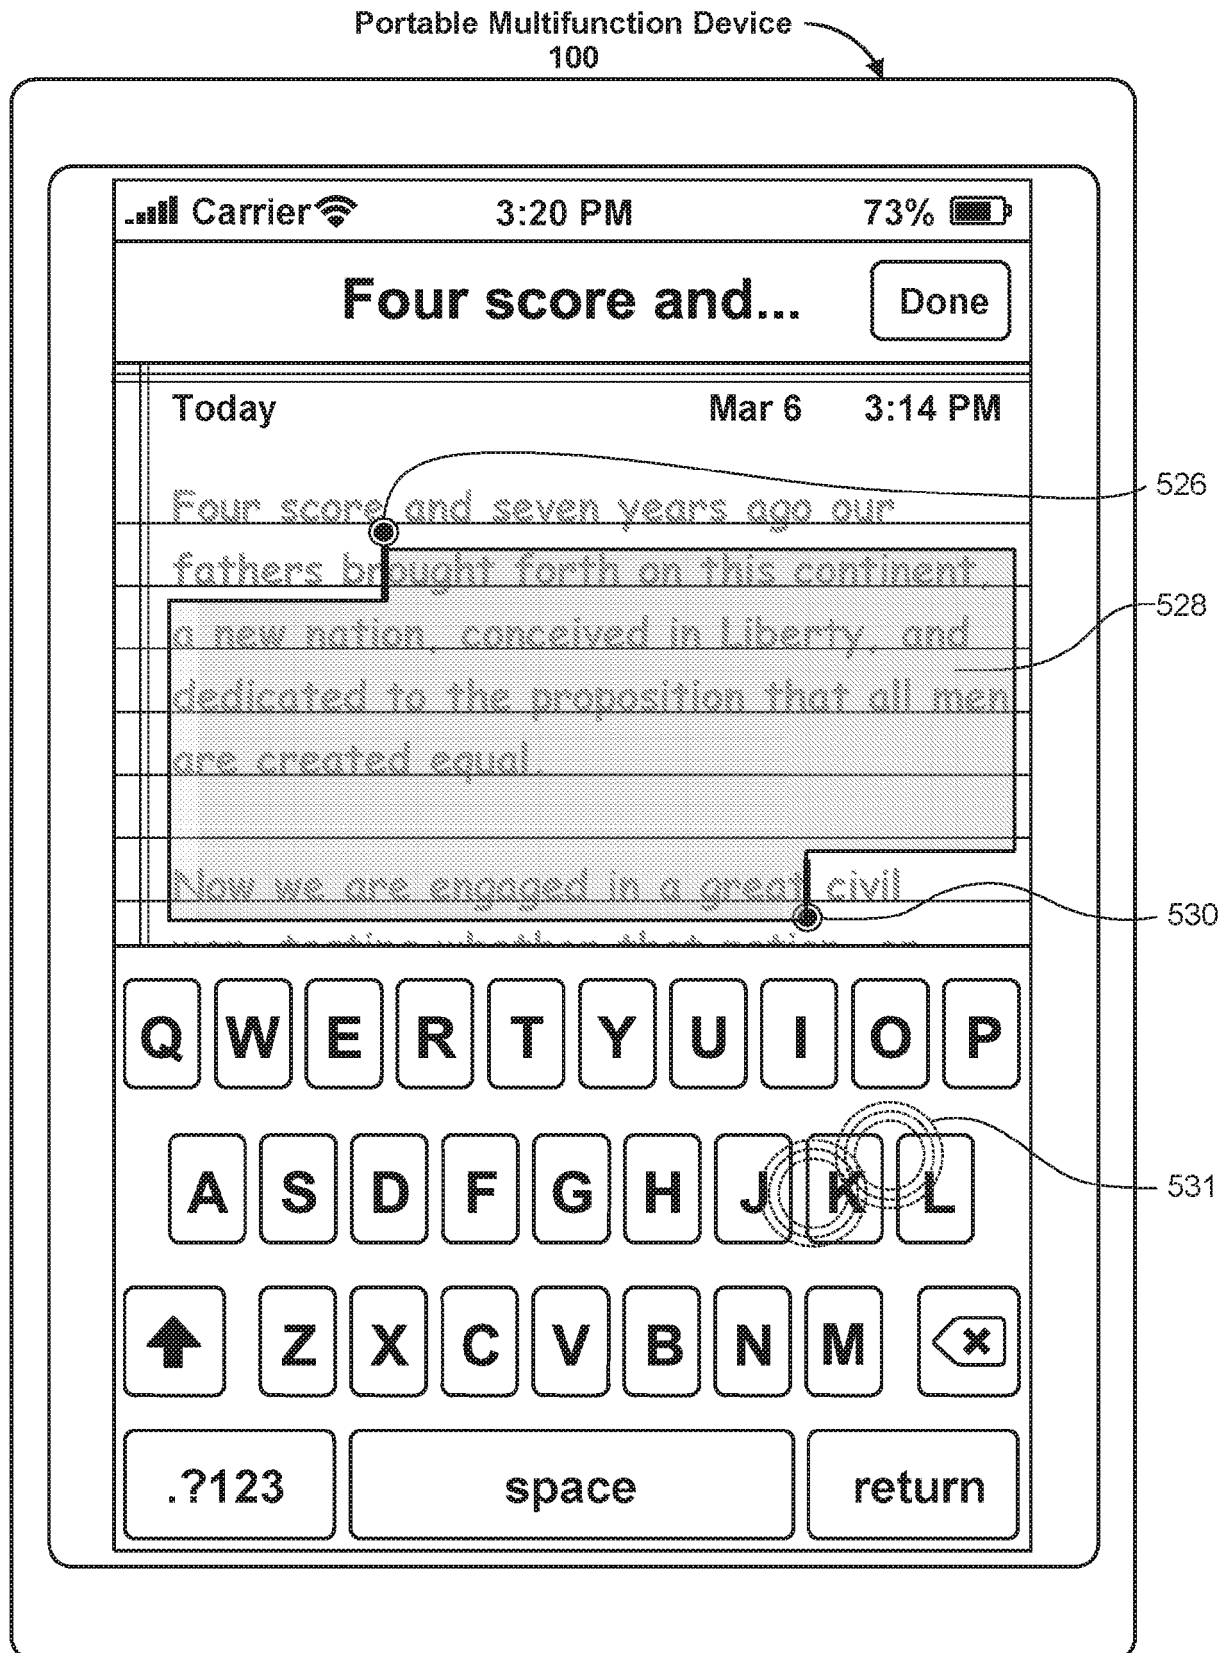 Portable Multifunction Device
100
Carrier 3:20 PM 73%
Four score and... Done
Today Mar 6 3:14 PM
526
Four score and seven years ago our
fathers brought forth on this continent,
528
a new nation, conceived in Liberty, and
dedicated to the proposition that all men
are created equal.
Now we are engaged in a great civil
530
Q W E R T Y U I O P
A S D F G H J K L
531
Z X C V B N M
.?123 space return